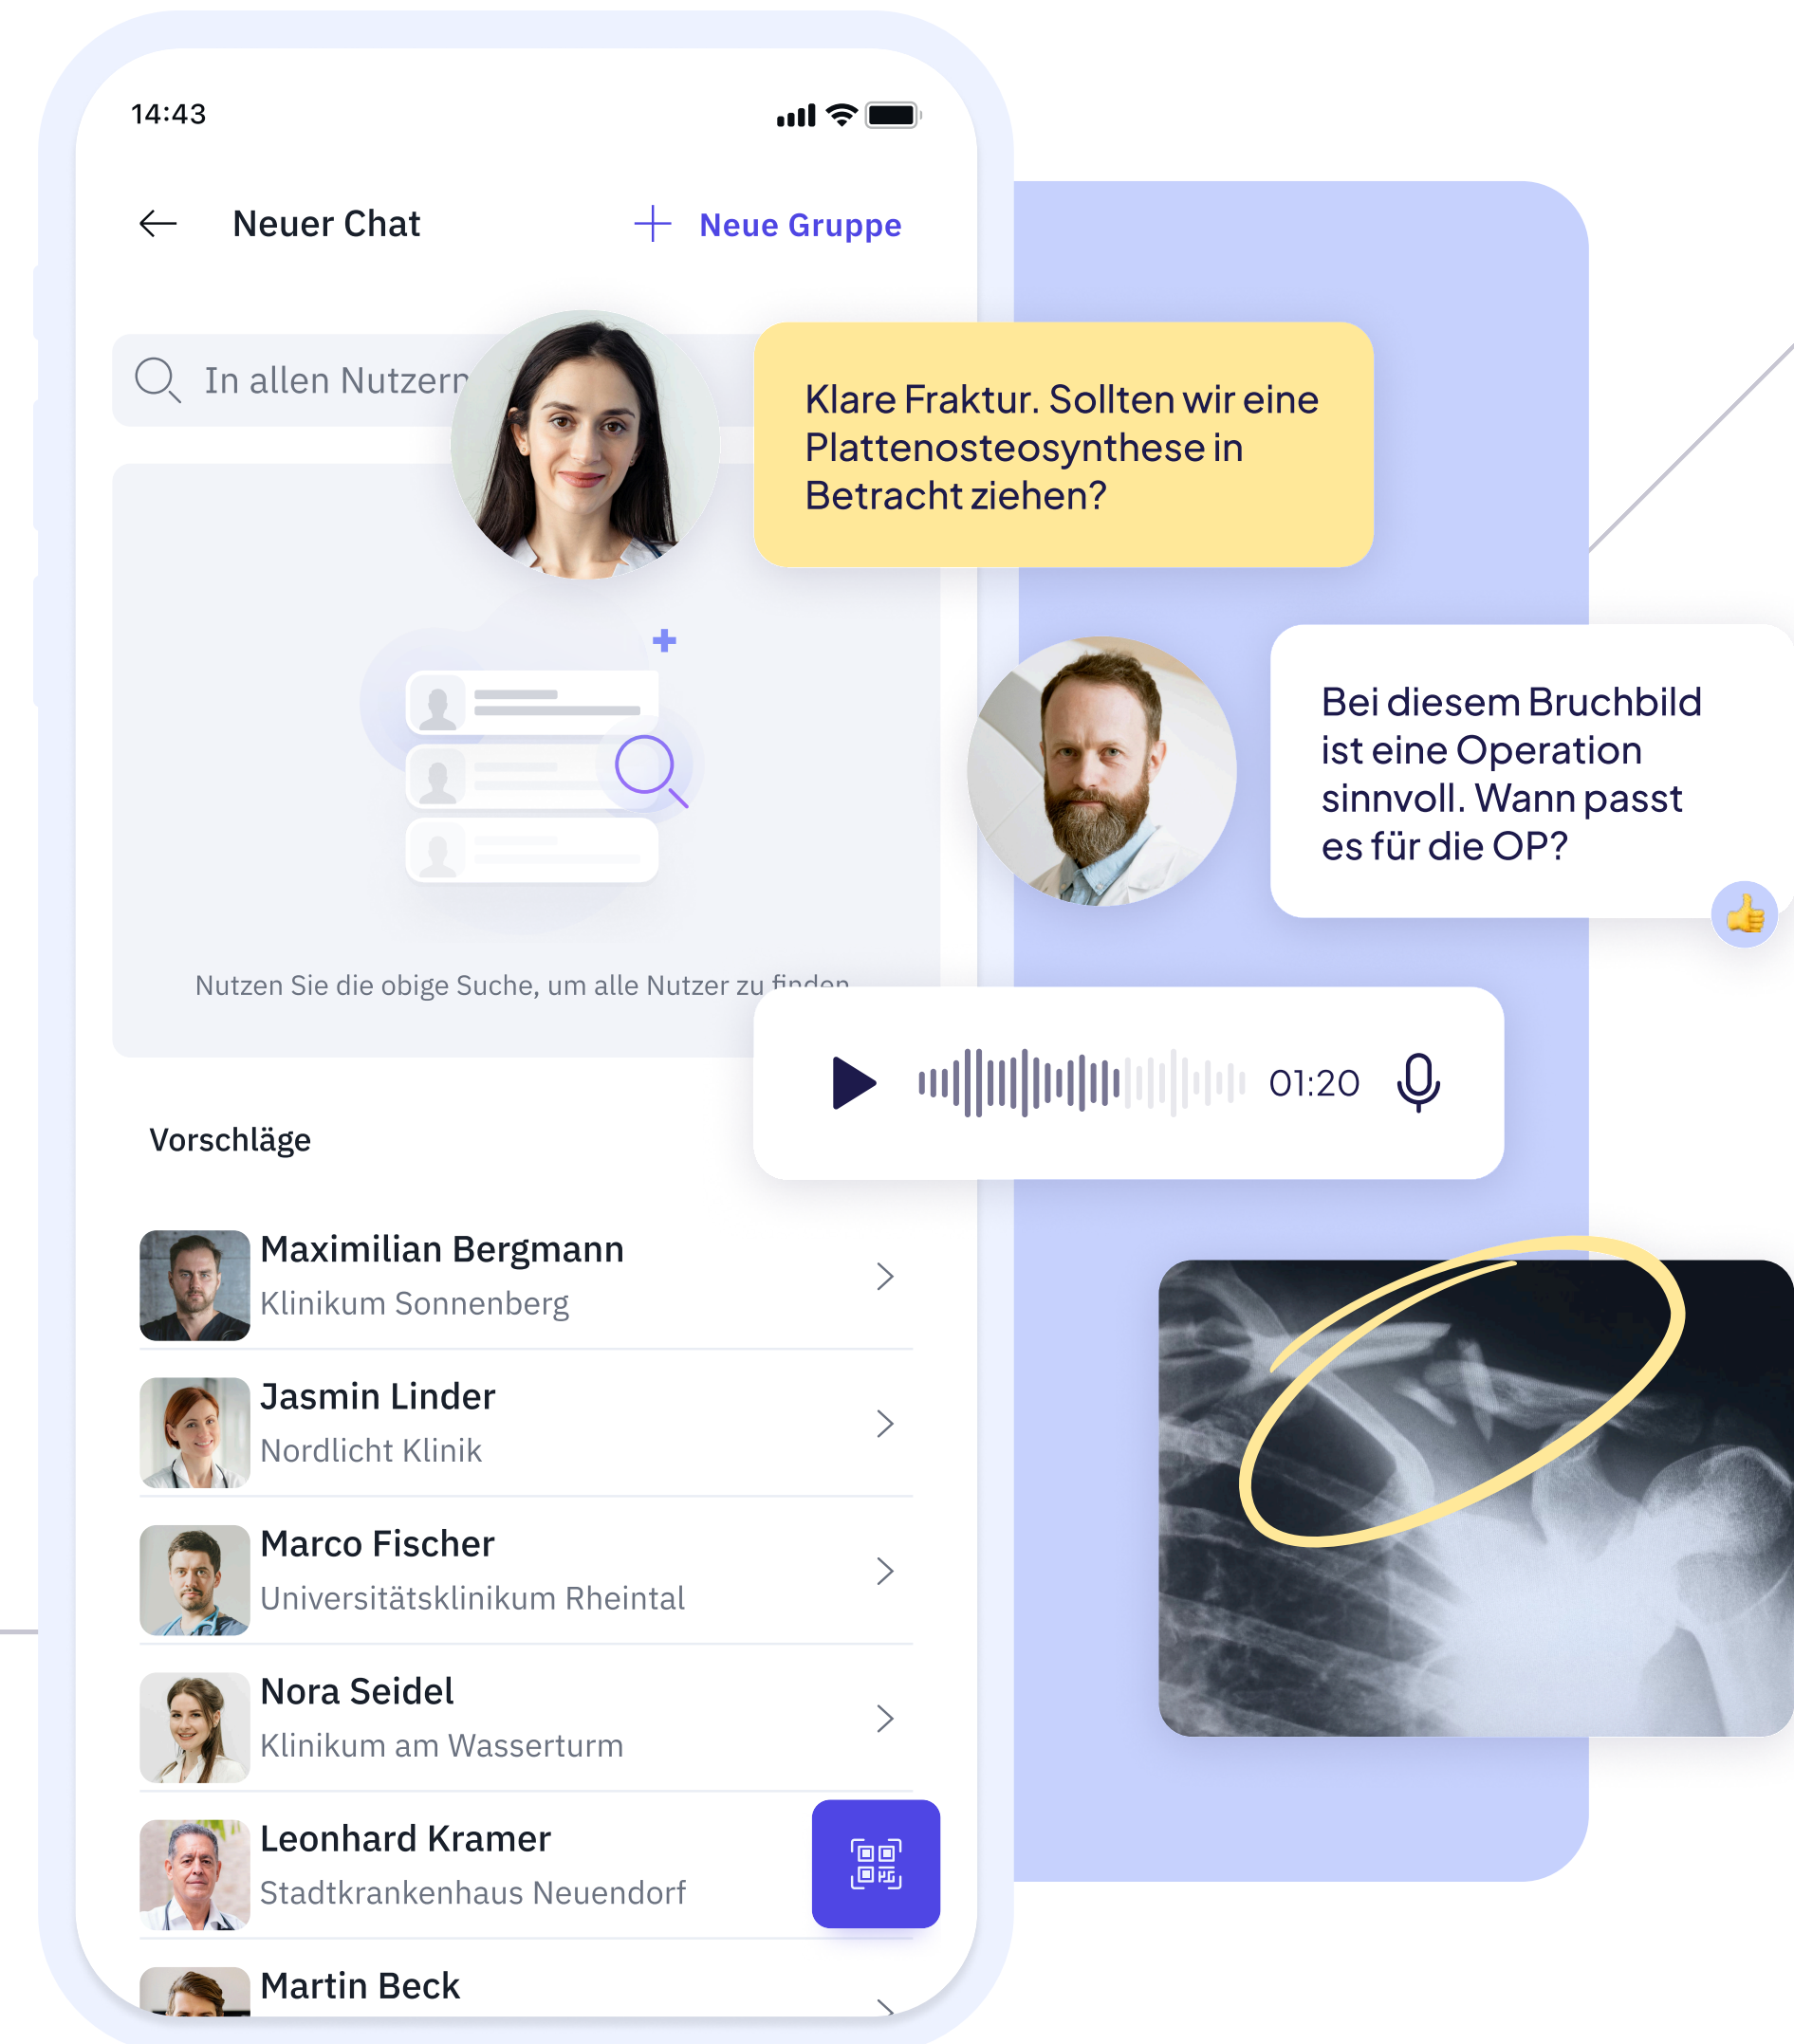 14:43
Neuer Chat
Neue Gruppe
In allen Nutzern
Klare Fraktur. Sollten wir eine
Plattenosteosynthese in
Betracht ziehen?
Bei diesem Bruchbild
ist eine Operation
sinnvoll. Wann passt
es für die OP?
Nutzen Sie die obige Suche, um alle Nutzer zu finden
01:20
Vorschläge
Maximilian Bergmann
Klinikum Sonnenberg
Jasmin Linder
Nordlicht Klinik
Marco Fischer
Universitätsklinikum Rheintal
Nora Seidel
Klinikum am Wasserturm
Leonhard Kramer
Stadtkrankenhaus Neuendorf
Martin Beck